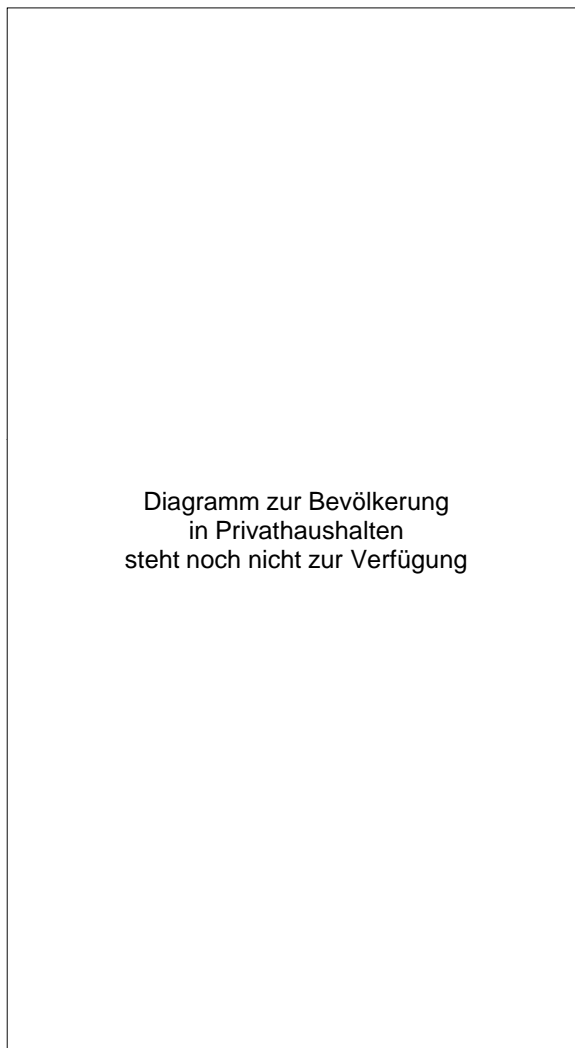 Diagramm zur Bevölkerung
in Privathaushalten
steht noch nicht zur Verfügung